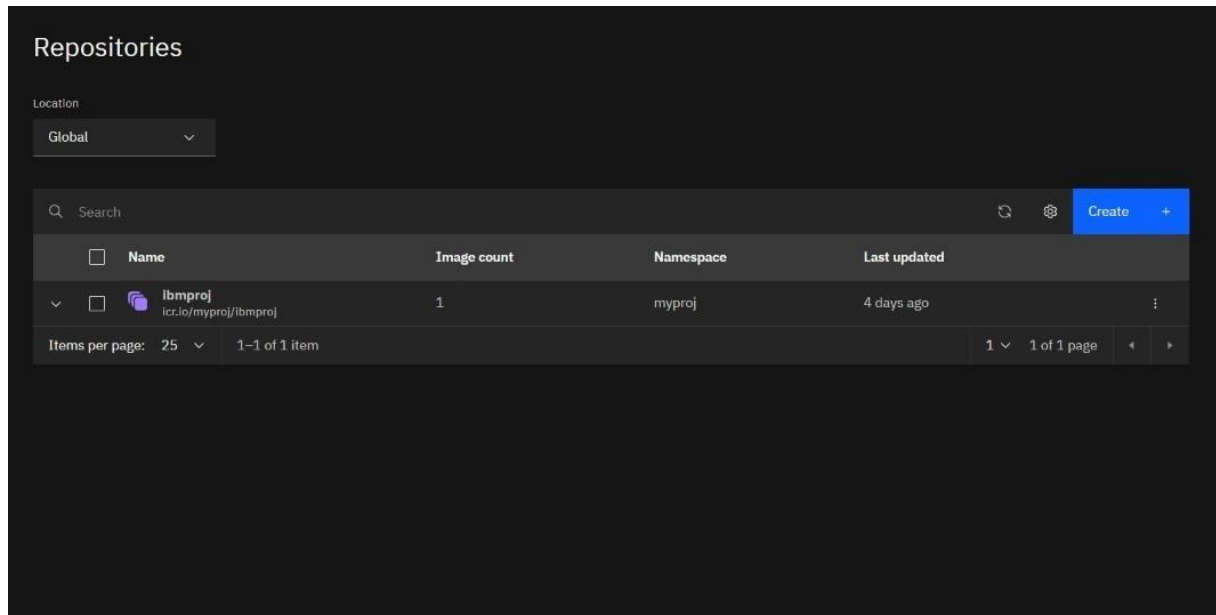 Repositories
Location
Global
Search
Create +
Name Image count Namespace Last updated
ibmproj 1 myproj 4 days ago
icr.io/myproj/ibmproj
Items per page: 25 1–1 of 1 item 1 1 of 1 page